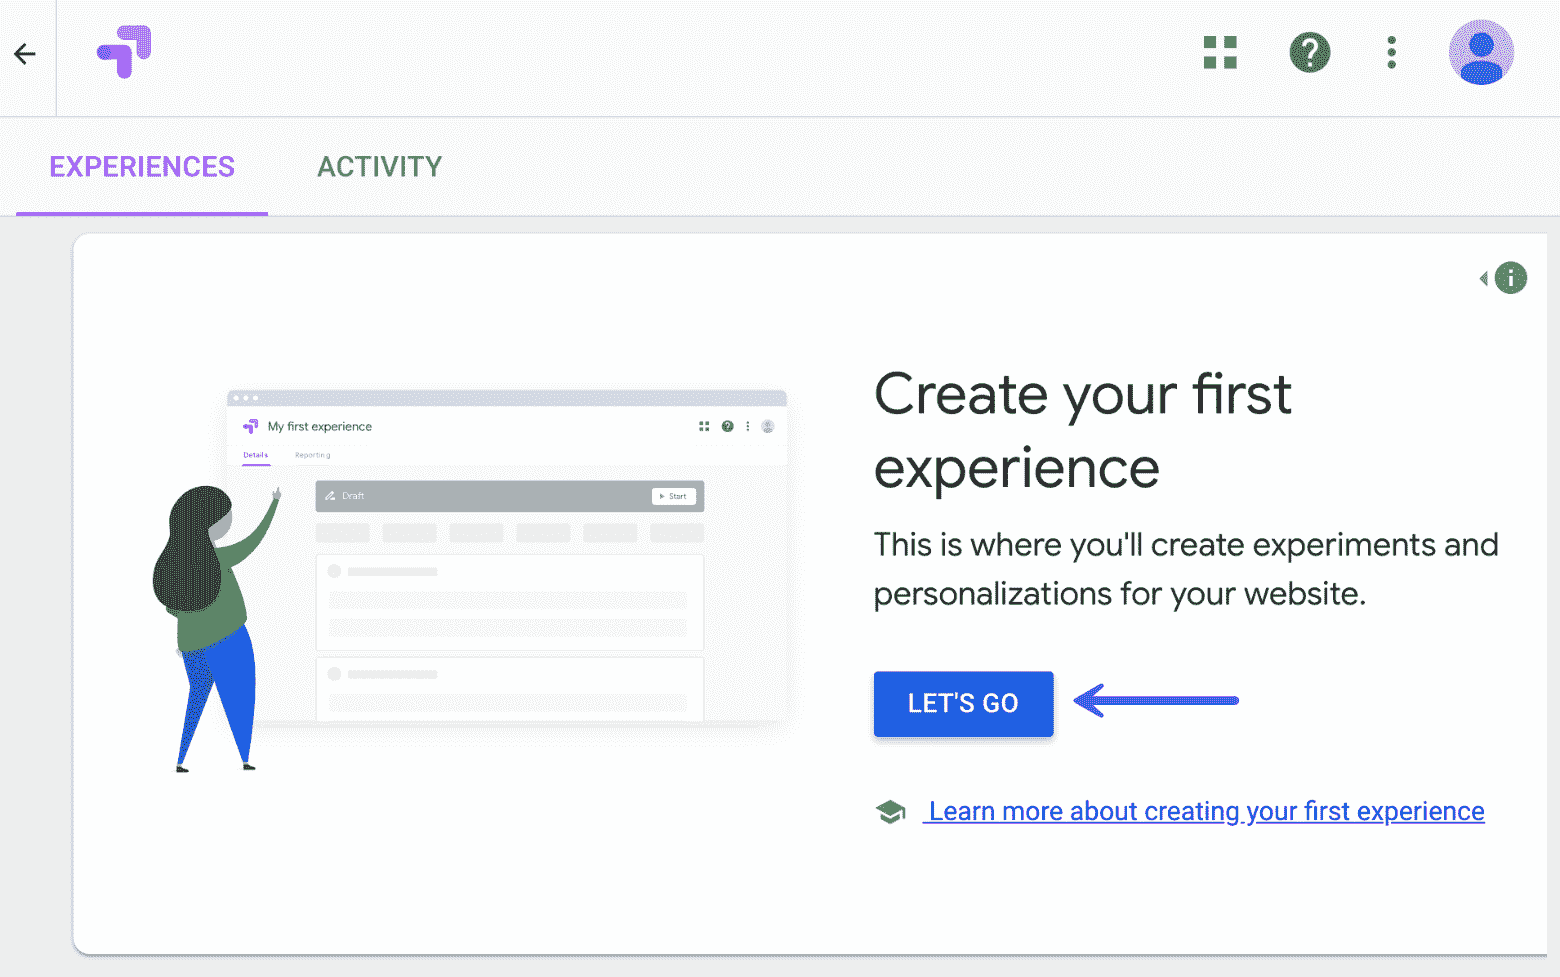 EXPERIENCES
ACTIVITY
My first experience
Details
Reporting
Draft
Start
Create your first
experience
This is where you'll create experiments and
personalizations for your website.
LET'S GO
Learn more about creating your first experience